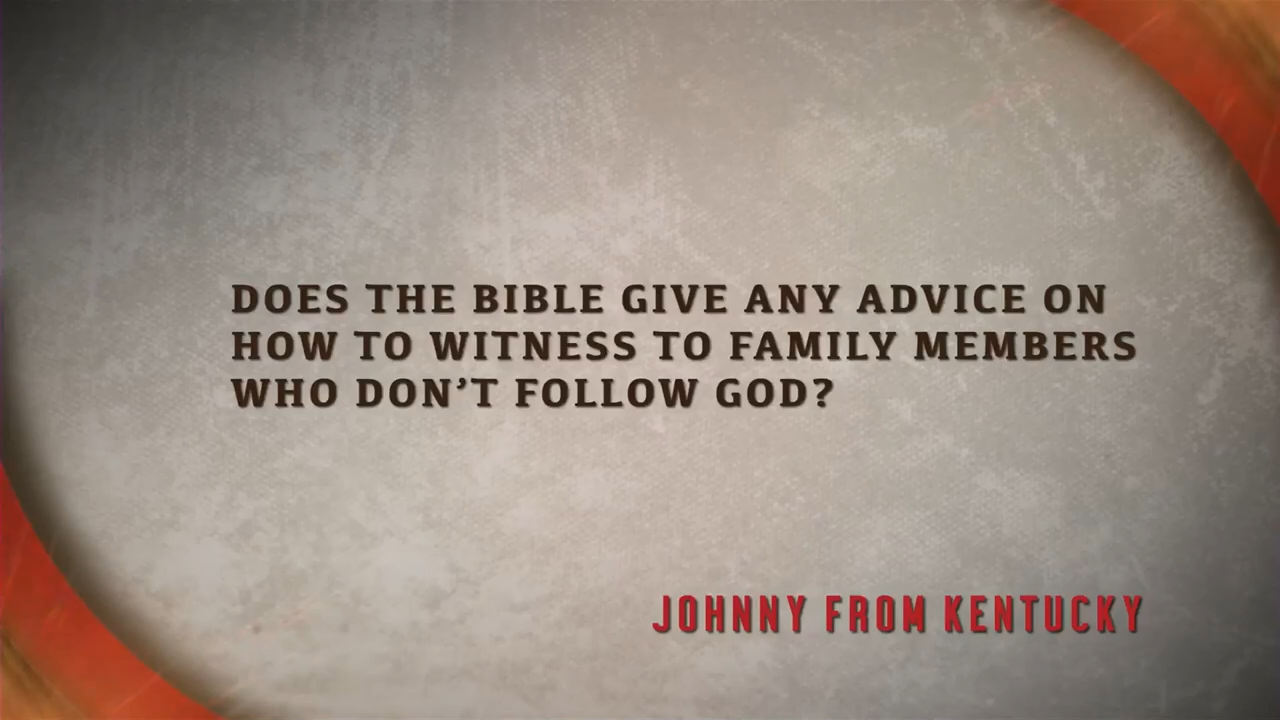 DOES THE BIBLE GIVE ANY ADVICE ON
HOW TO WITNESS TO FAMILY MEMBERS
WHO DON'T FOLLOW GOD?
JOHNNY FROM KENTUCKY